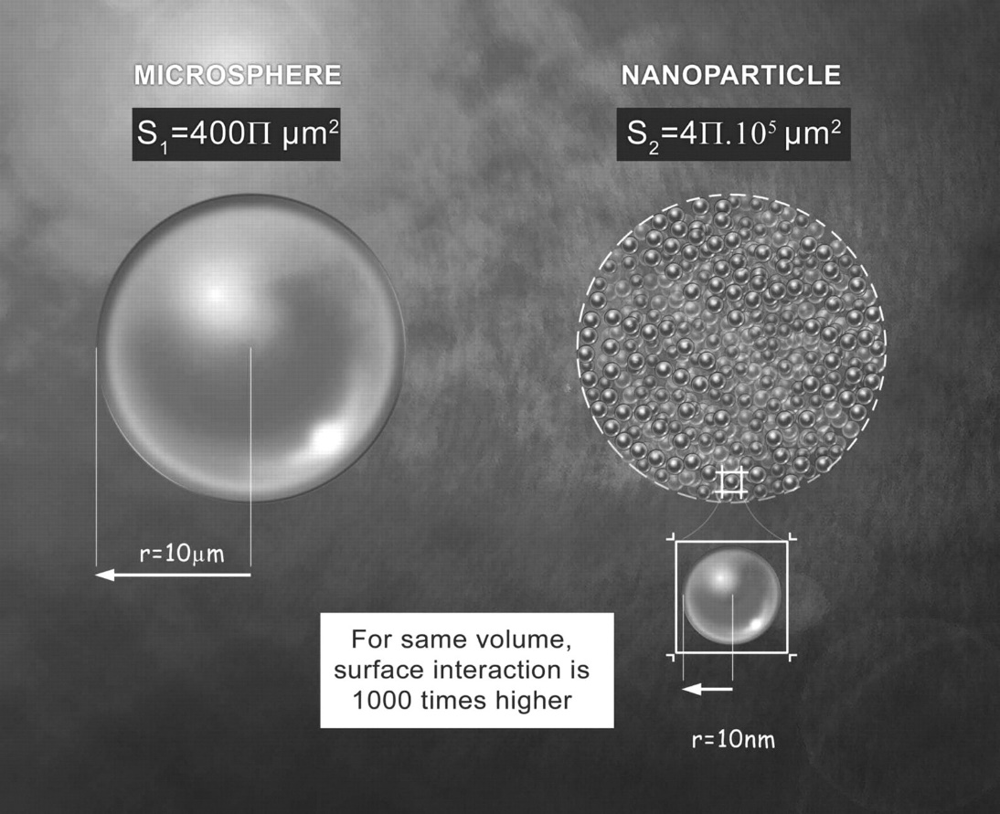 MICROSPHERE
S₁=400Π µm²
NANOPARTICLE
S₂=4Π.10⁵ µm²
r=10µm
For same volume,
surface interaction is
1000 times higher
r=10nm